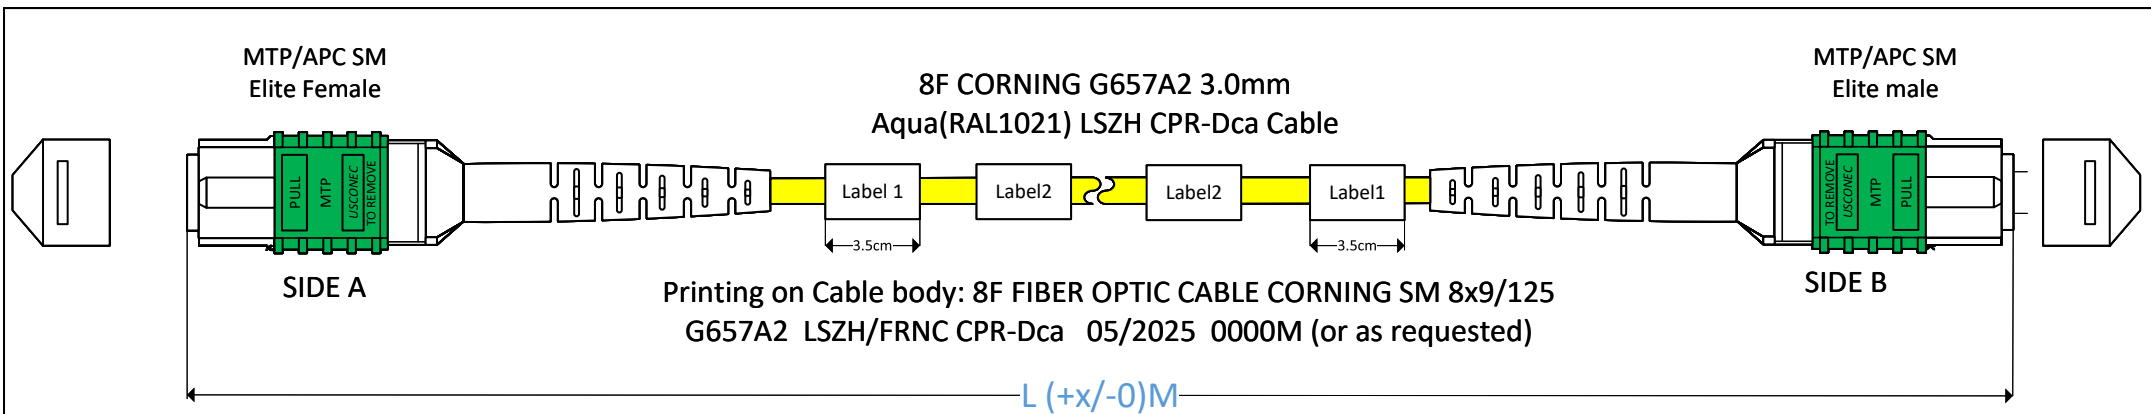 MTP/APC SM
Elite Female
8F CORNING G657A2 3.0mm
Aqua(RAL1021) LSZH CPR-Dca Cable
MTP/APC SM
Elite male
PULL
MTP
USCONEC
TO REMOVE
Label 1
Label2
Label2
Label1
TO REMOVE
USCONEC
MTP
PULL
3.5cm
3.5cm
SIDE A
SIDE B
Printing on Cable body: 8F FIBER OPTIC CABLE CORNING SM 8x9/125
G657A2 LSZH/FRNC CPR-Dca 05/2025 0000M (or as requested)
L (+x/-0)M